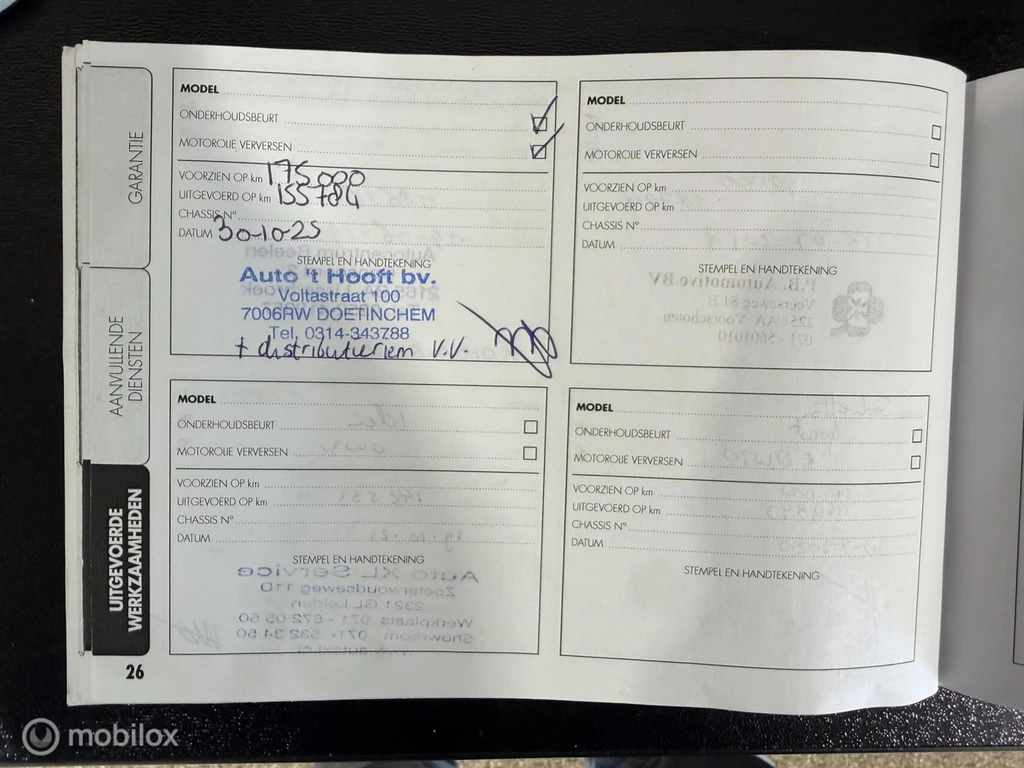 GARANTIE
AANVULLENDE
DIENSTEN
UITGEVOERDE
WERKZAAMHEDEN
MODEL
ONDERHOUDSBEURT
MOTOROLIE VERVERSEN
VOORZIEN OP km 175000
UITGEVOERD OP km 155784
CHASSIS N°
DATUM 30-10-25
STEMPEL EN HANDTEKENING
Auto 't Hooft bv.
Voltastraat 100
7006RW DOETINCHEM
Tel. 0314-343788
+ distributieriem V.V.
MODEL
ONDERHOUDSBEURT
MOTOROLIE VERVERSEN
VOORZIEN OP km
UITGEVOERD OP km
CHASSIS N°
DATUM
STEMPEL EN HANDTEKENING
MODEL
ONDERHOUDSBEURT
MOTOROLIE VERVERSEN
VOORZIEN OP km
UITGEVOERD OP km
CHASSIS N°
DATUM
STEMPEL EN HANDTEKENING
MODEL
ONDERHOUDSBEURT
MOTOROLIE VERVERSEN
VOORZIEN OP km
UITGEVOERD OP km
CHASSIS N°
DATUM
STEMPEL EN HANDTEKENING
26
mobilox